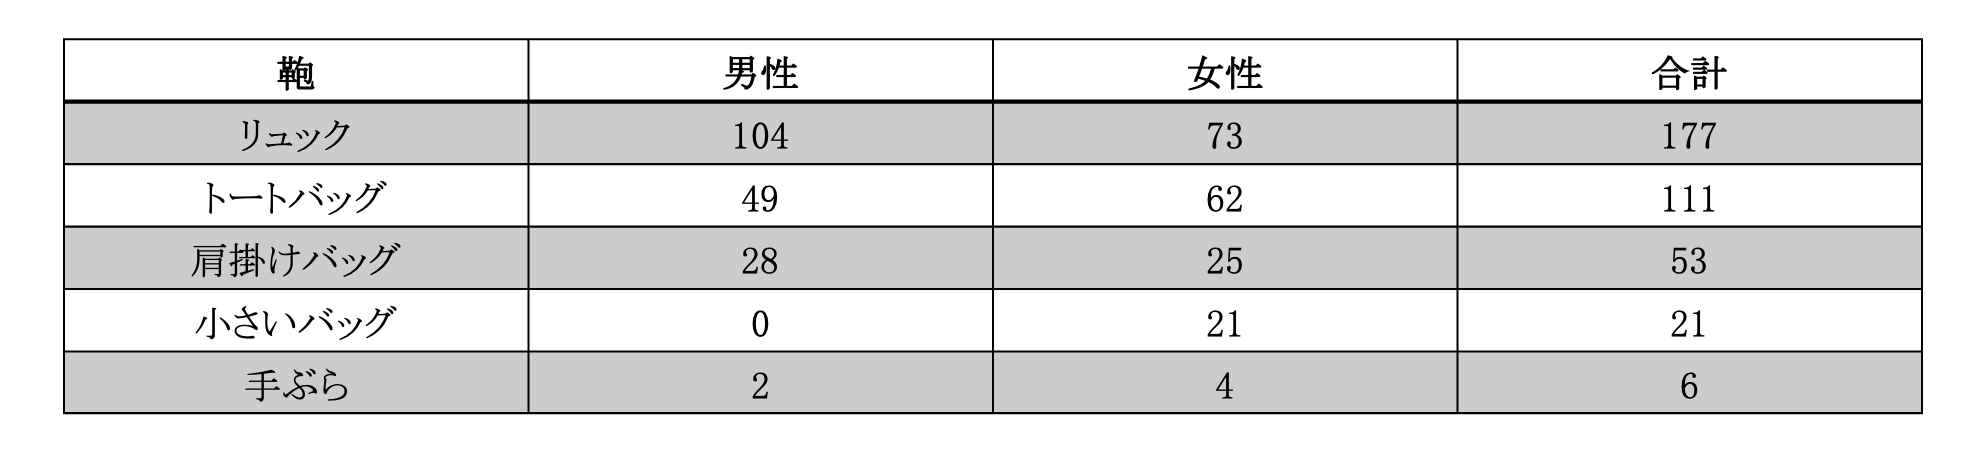 鞄 男性 女性 合計
リュック 104 73 177
トートバッグ 49 62 111
肩掛けバッグ 28 25 53
小さいバッグ 0 21 21
手ぶら 2 4 6